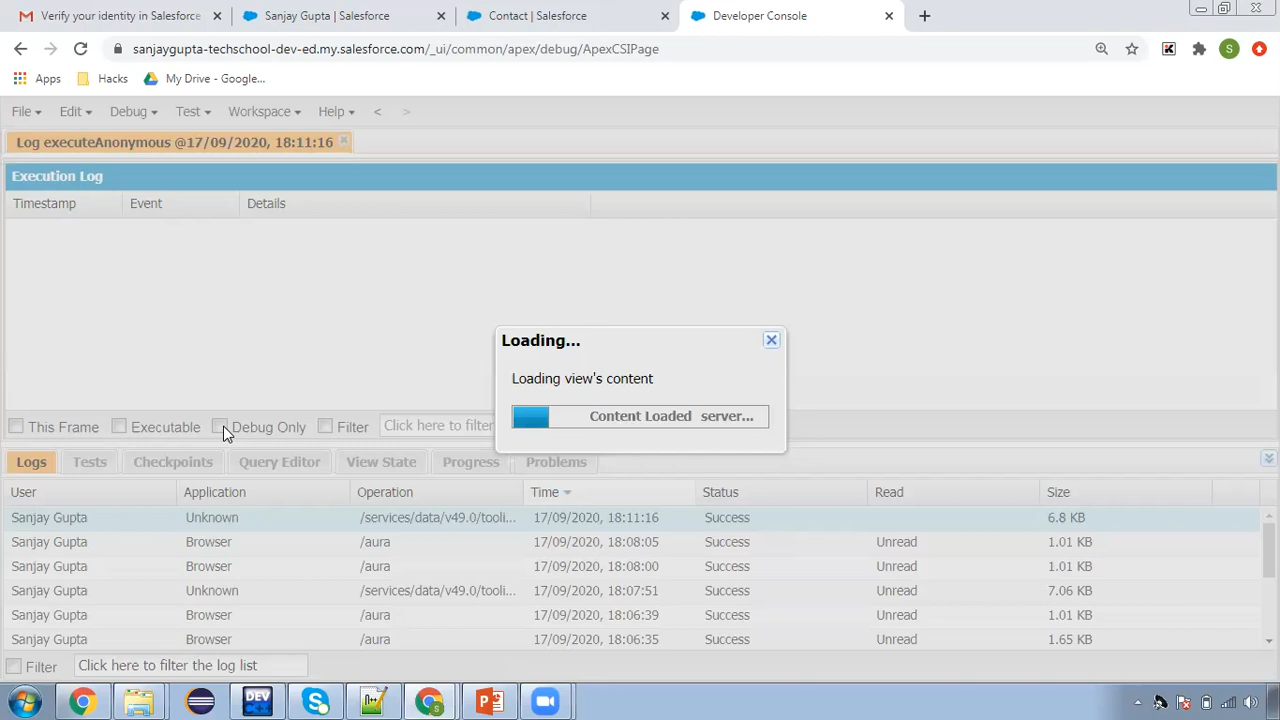 Verify your identity in Salesforce
Sanjay Gupta | Salesforce
Contact | Salesforce
Developer Console
sanjaygupta-techschool-dev-ed.my.salesforce.com/_ui/common/apex/debug/ApexCSIPage
S
Apps
Hacks
My Drive - Google...
File Edit Debug Test Workspace Help < >
Log executeAnonymous @17/09/2020, 18:11:16
Execution Log
Timestamp Event Details
Loading...
Loading view's content
Content Loaded server...
This Frame Executable Debug Only Filter Click here to filter
Logs Tests Checkpoints Query Editor View State Progress Problems
User Application Operation Time Status Read Size
Sanjay Gupta Unknown /services/data/v49.0/tooli... 17/09/2020, 18:11:16 Success 6.8 KB
Sanjay Gupta Browser /aura 17/09/2020, 18:08:05 Success Unread 1.01 KB
Sanjay Gupta Browser /aura 17/09/2020, 18:08:00 Success Unread 1.01 KB
Sanjay Gupta Unknown /services/data/v49.0/tooli... 17/09/2020, 18:07:51 Success Unread 7.06 KB
Sanjay Gupta Browser /aura 17/09/2020, 18:06:39 Success Unread 1.01 KB
Sanjay Gupta Browser /aura 17/09/2020, 18:06:35 Success Unread 1.65 KB
Filter Click here to filter the log list
DEV C++